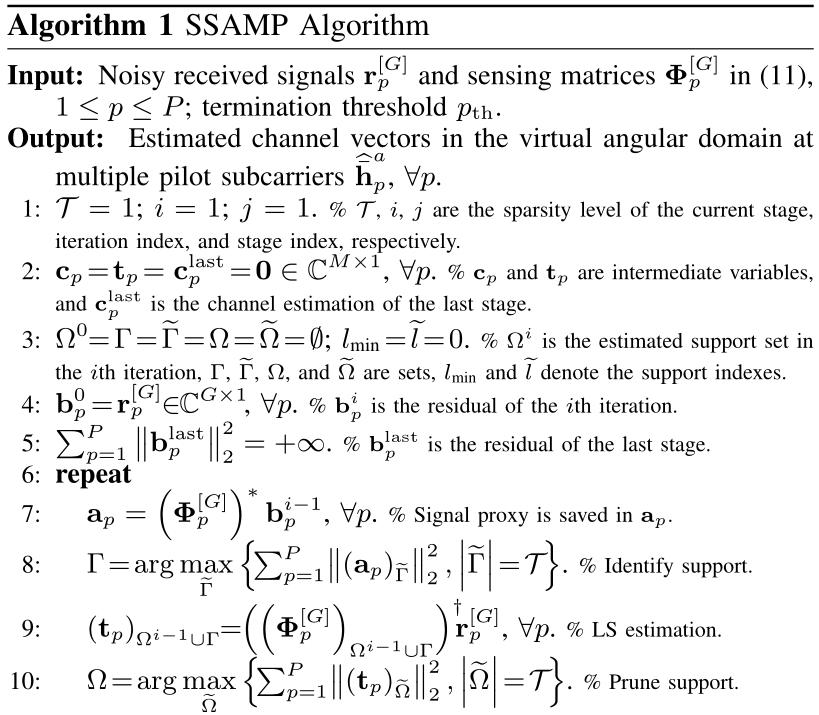 Algorithm 1 SSAMP Algorithm
Input: Noisy received signals $\mathbf{r}_p^{[G]}$ and sensing matrices $\mathbf{\Phi}_p^{[G]}$ in (11),
$1 \le p \le P$; termination threshold $p_{\text{th}}$.
Output: Estimated channel vectors in the virtual angular domain at
multiple pilot subcarriers $\widehat{\underline{\mathbf{h}}}_p^a$, $\forall p$.
1: $\mathcal{T} = 1$; $i = 1$; $j = 1$. % $\mathcal{T}$, $i$, $j$ are the sparsity level of the current stage,
iteration index, and stage index, respectively.
2: $\mathbf{c}_p = \mathbf{t}_p = \mathbf{c}_p^{\text{last}} = \mathbf{0} \in \mathbb{C}^{M \times 1}$, $\forall p$. % $\mathbf{c}_p$ and $\mathbf{t}_p$ are intermediate variables,
and $\mathbf{c}_p^{\text{last}}$ is the channel estimation of the last stage.
3: $\Omega^0 = \Gamma = \widetilde{\Gamma} = \Omega = \widetilde{\Omega} = \emptyset$; $l_{\min} = \widetilde{l} = 0$. % $\Omega^i$ is the estimated support set in
the $i$th iteration, $\Gamma$, $\widetilde{\Gamma}$, $\Omega$, and $\widetilde{\Omega}$ are sets, $l_{\min}$ and $\widetilde{l}$ denote the support indexes.
4: $\mathbf{b}_p^0 = \mathbf{r}_p^{[G]} \in \mathbb{C}^{G \times 1}$, $\forall p$. % $\mathbf{b}_p^i$ is the residual of the $i$th iteration.
5: $\sum_{p=1}^{P} \left\| \mathbf{b}_p^{\text{last}} \right\|_2^2 = +\infty$. % $\mathbf{b}_p^{\text{last}}$ is the residual of the last stage.
6: repeat
7: $\mathbf{a}_p = \left( \mathbf{\Phi}_p^{[G]} \right)^* \mathbf{b}_p^{i-1}$, $\forall p$. % Signal proxy is saved in $\mathbf{a}_p$.
8: $\Gamma = \arg\max_{\widetilde{\Gamma}} \left\{ \sum_{p=1}^{P} \left\| (\mathbf{a}_p)_{\widetilde{\Gamma}} \right\|_2^2, \left| \widetilde{\Gamma} \right| = \mathcal{T} \right\}$. % Identify support.
9: $(\mathbf{t}_p)_{\Omega^{i-1} \cup \Gamma} = \left( \left( \mathbf{\Phi}_p^{[G]} \right)_{\Omega^{i-1} \cup \Gamma} \right)^\dagger \mathbf{r}_p^{[G]}$, $\forall p$. % LS estimation.
10: $\Omega = \arg\max_{\widetilde{\Omega}} \left\{ \sum_{p=1}^{P} \left\| (\mathbf{t}_p)_{\widetilde{\Omega}} \right\|_2^2, \left| \widetilde{\Omega} \right| = \mathcal{T} \right\}$. % Prune support.